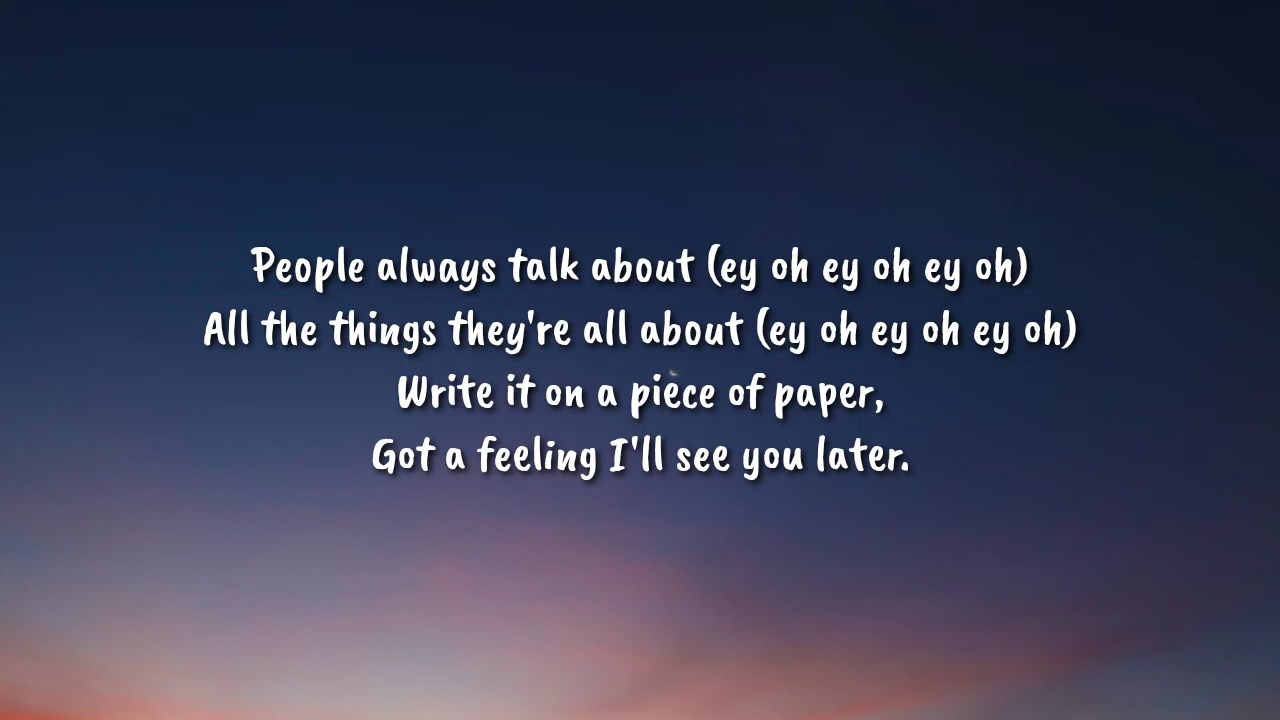 People always talk about (ey oh ey oh ey oh)
All the things they're all about (ey oh ey oh ey oh)
Write it on a piece of paper,
Got a feeling I'll see you later.